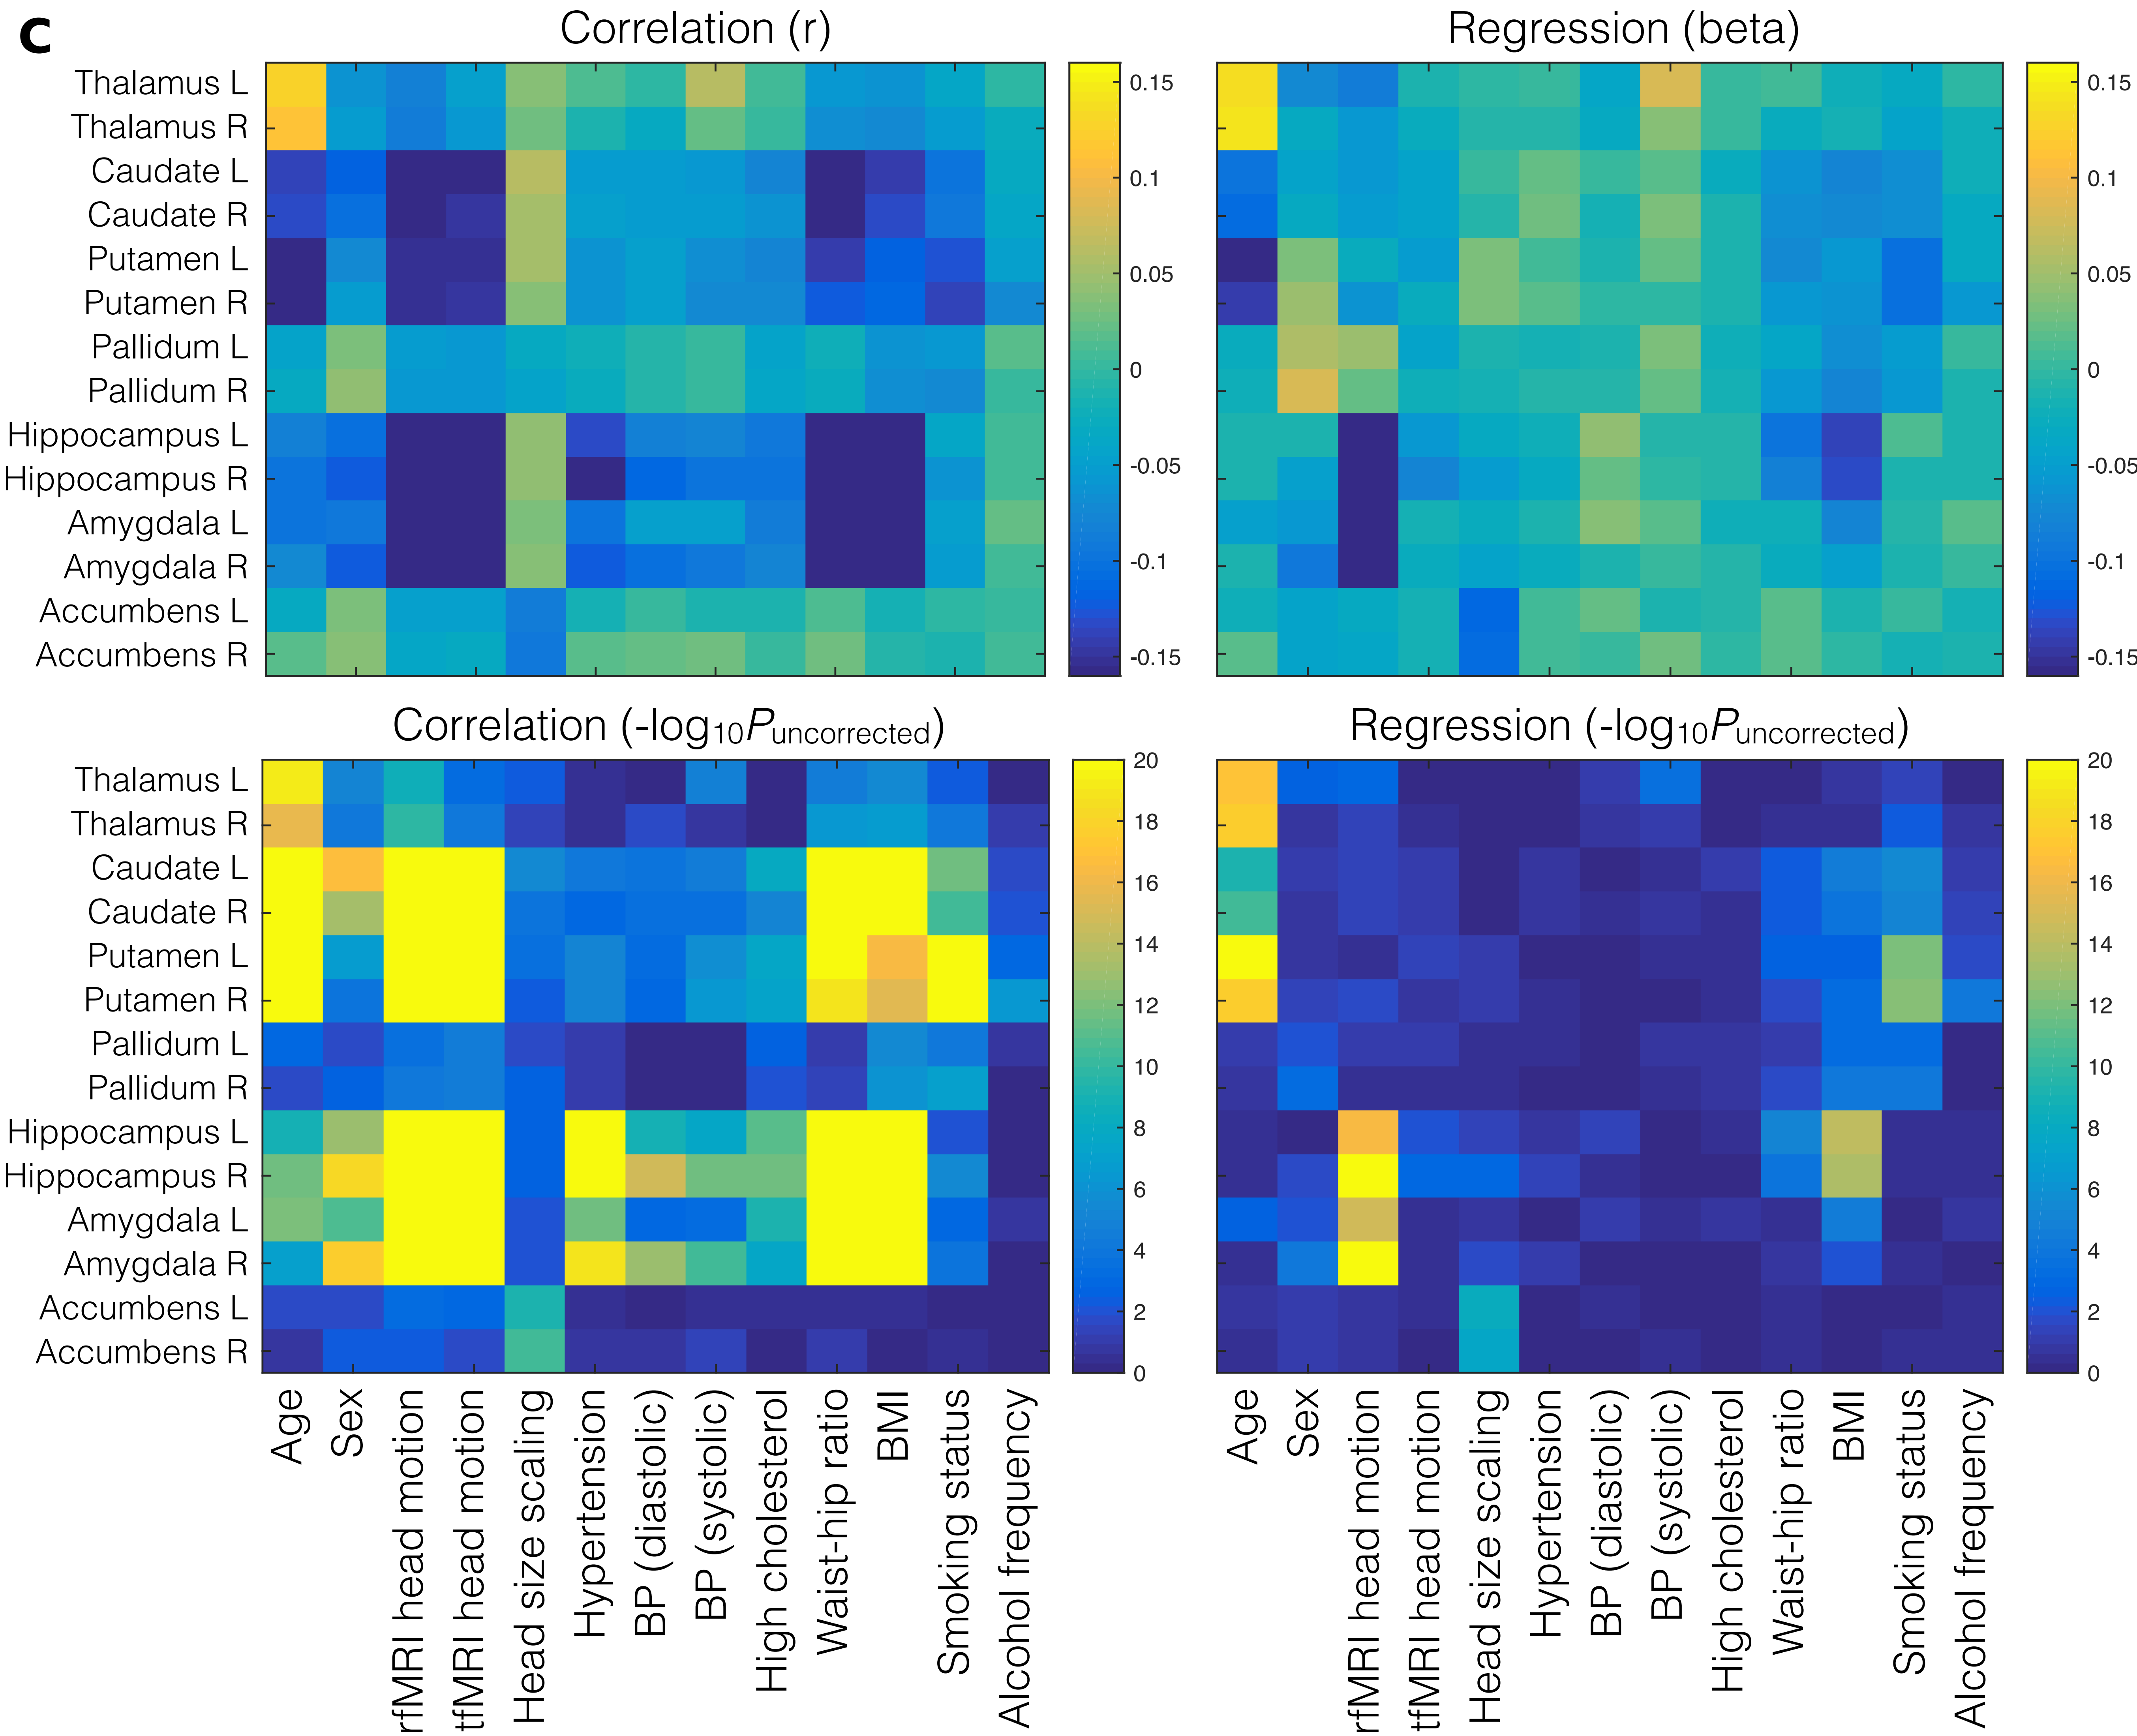 c
Correlation (r)
Regression (beta)
Thalamus L
Thalamus R
Caudate L
Caudate R
Putamen L
Putamen R
Pallidum L
Pallidum R
Hippocampus L
Hippocampus R
Amygdala L
Amygdala R
Accumbens L
Accumbens R
0.15
0.1
0.05
0
-0.05
-0.1
-0.15
0.15
0.1
0.05
0
-0.05
-0.1
-0.15
Correlation (-log10Puncorrected)
Regression (-log10Puncorrected)
Thalamus L
Thalamus R
Caudate L
Caudate R
Putamen L
Putamen R
Pallidum L
Pallidum R
Hippocampus L
Hippocampus R
Amygdala L
Amygdala R
Accumbens L
Accumbens R
20
18
16
14
12
10
8
6
4
2
0
20
18
16
14
12
10
8
6
4
2
0
Age
Sex
rfMRI head motion
tfMRI head motion
Head size scaling
Hypertension
BP (diastolic)
BP (systolic)
High cholesterol
Waist-hip ratio
BMI
Smoking status
Alcohol frequency
Age
Sex
rfMRI head motion
tfMRI head motion
Head size scaling
Hypertension
BP (diastolic)
BP (systolic)
High cholesterol
Waist-hip ratio
BMI
Smoking status
Alcohol frequency